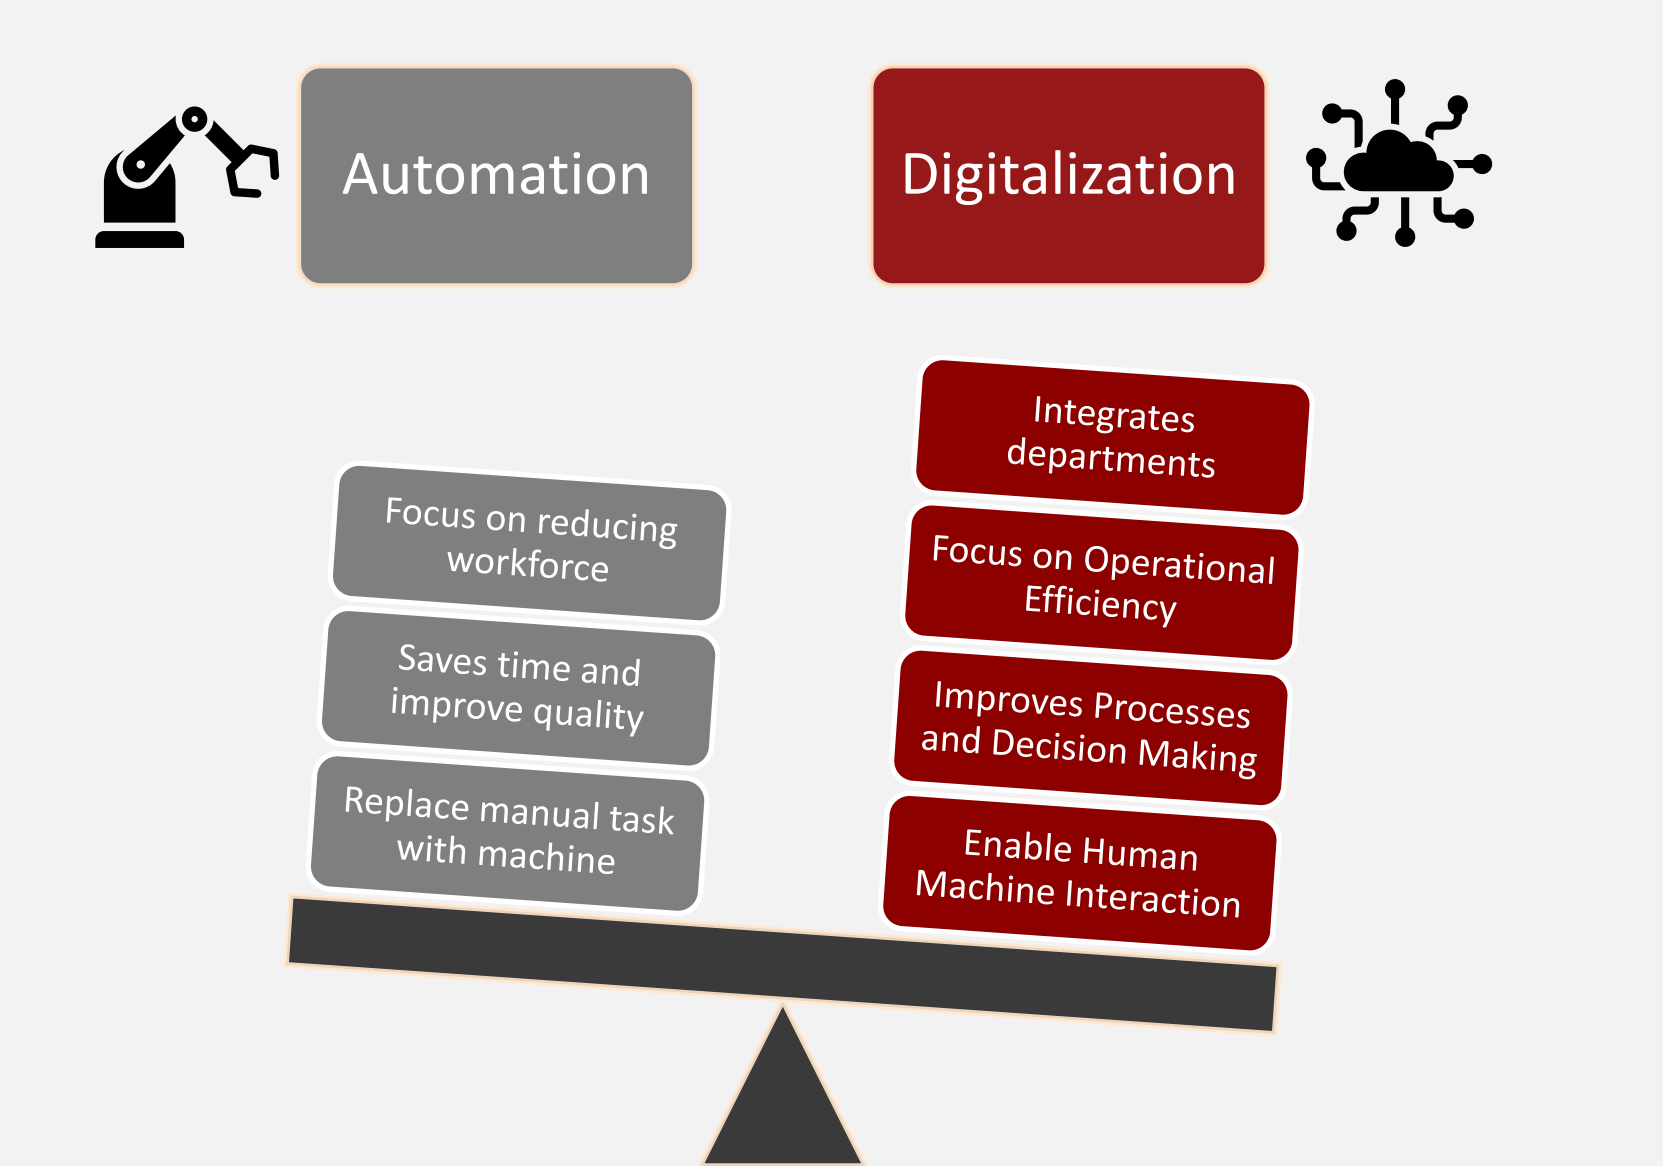 Automation
Digitalization
Focus on reducing
workforce
Saves time and
improve quality
Replace manual task
with machine
Integrates
departments
Focus on Operational
Efficiency
Improves Processes
and Decision Making
Enable Human
Machine Interaction